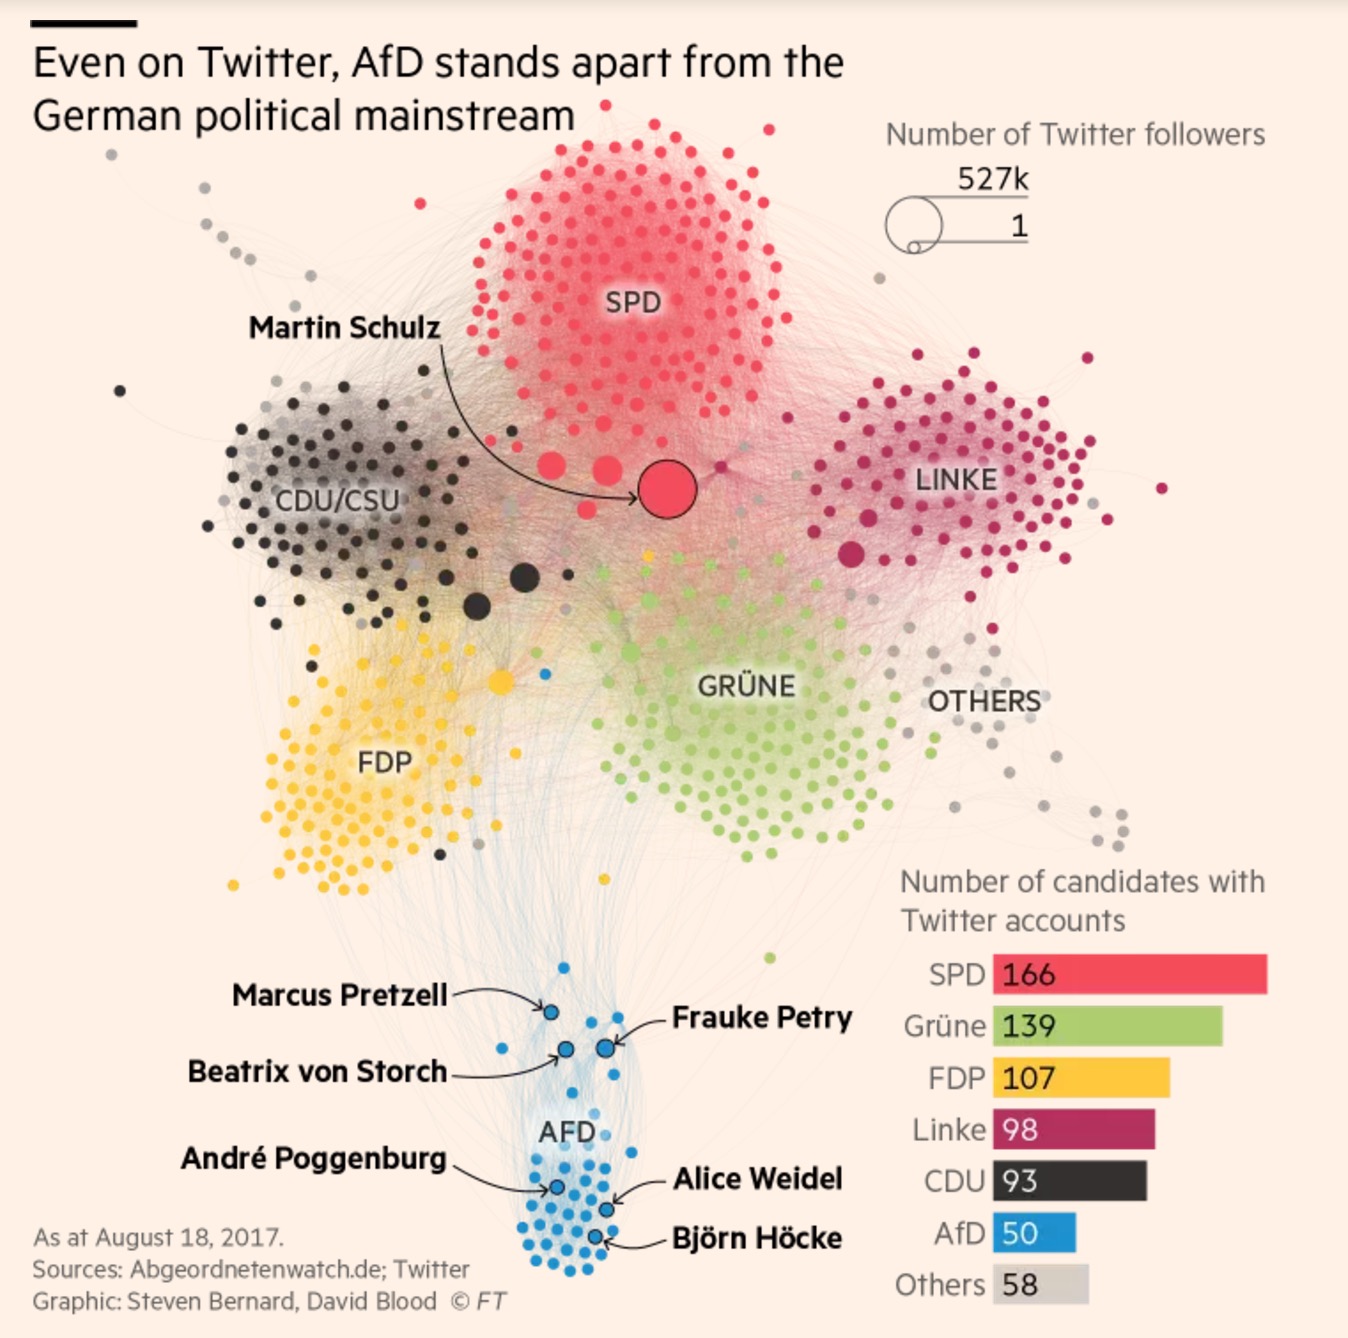 Even on Twitter, AfD stands apart from the
German political mainstream
Number of Twitter followers
527k
1
SPD
Martin Schulz
CDU/CSU
LINKE
GRÜNE
OTHERS
FDP
Number of candidates with
Twitter accounts
SPD 166
Grüne 139
FDP 107
Linke 98
CDU 93
AfD 50
Others 58
Marcus Pretzell
Frauke Petry
Beatrix von Storch
AFD
André Poggenburg
Alice Weidel
Björn Höcke
As at August 18, 2017.
Sources: Abgeordnetenwatch.de; Twitter
Graphic: Steven Bernard, David Blood © FT